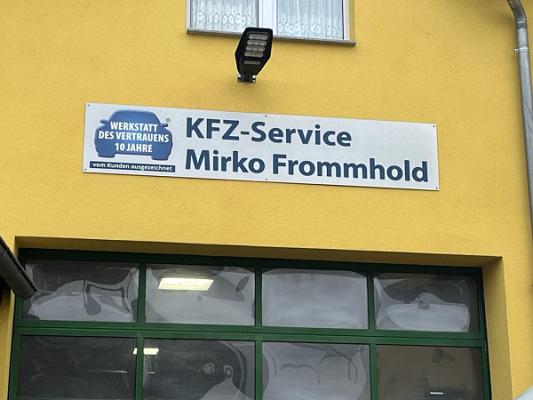 WERKSTATT
DES VERTRAUENS
10 JAHRE
vom Kunden ausgezeichnet
KFZ-Service
Mirko Frommhold